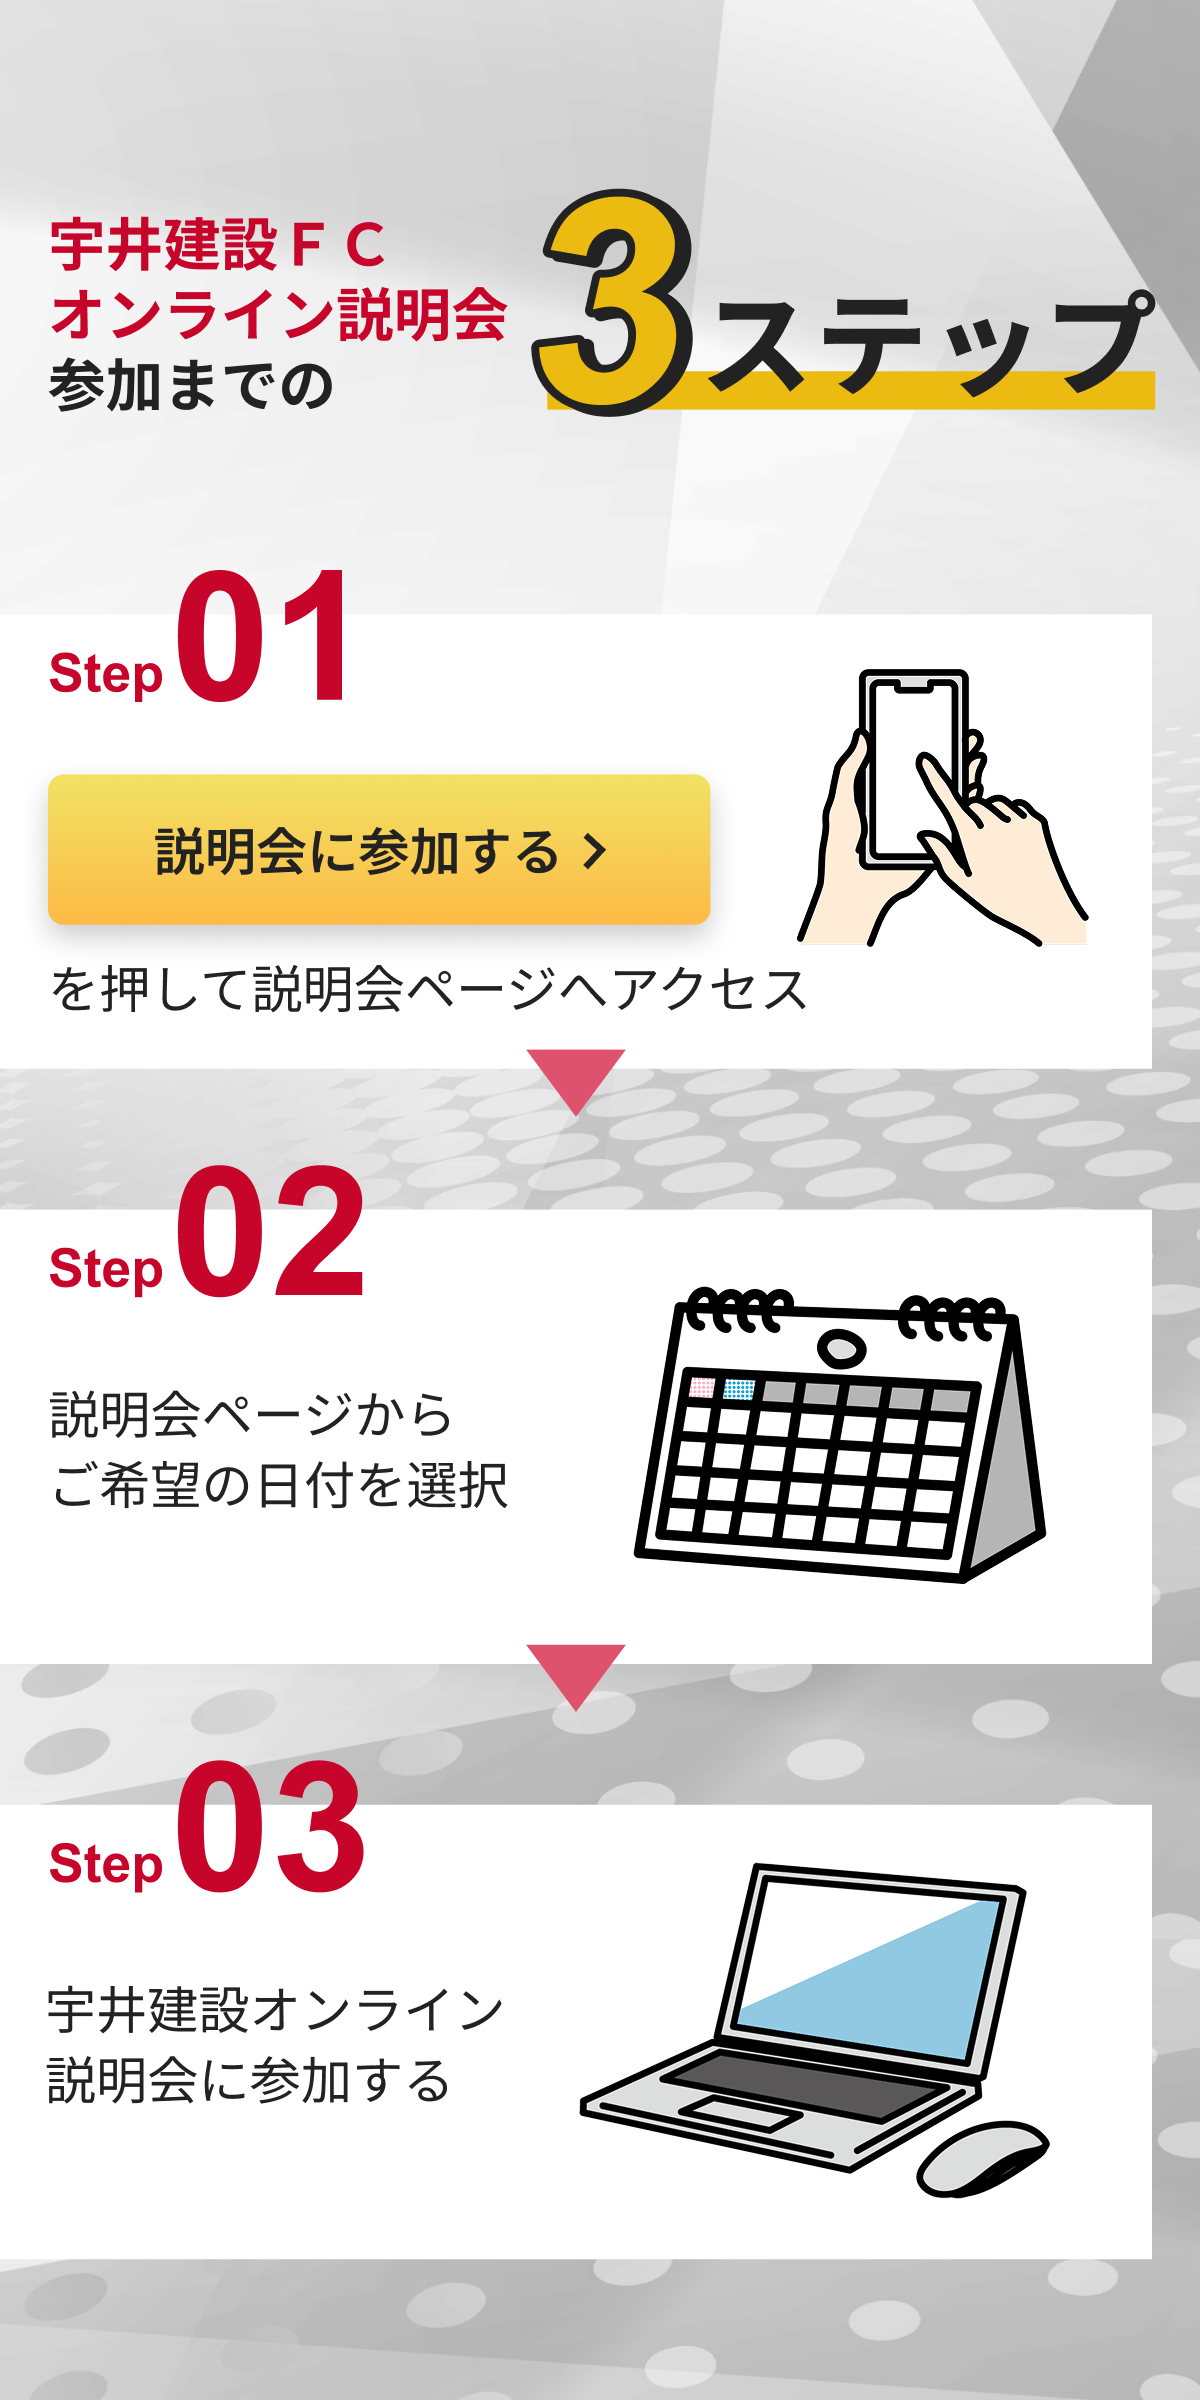 宇井建設ＦＣ
オンライン説明会
参加までの
3ステップ
Step 01
説明会に参加する >
を押して説明会ページへアクセス
Step 02
説明会ページから
ご希望の日付を選択
Step 03
宇井建設オンライン
説明会に参加する